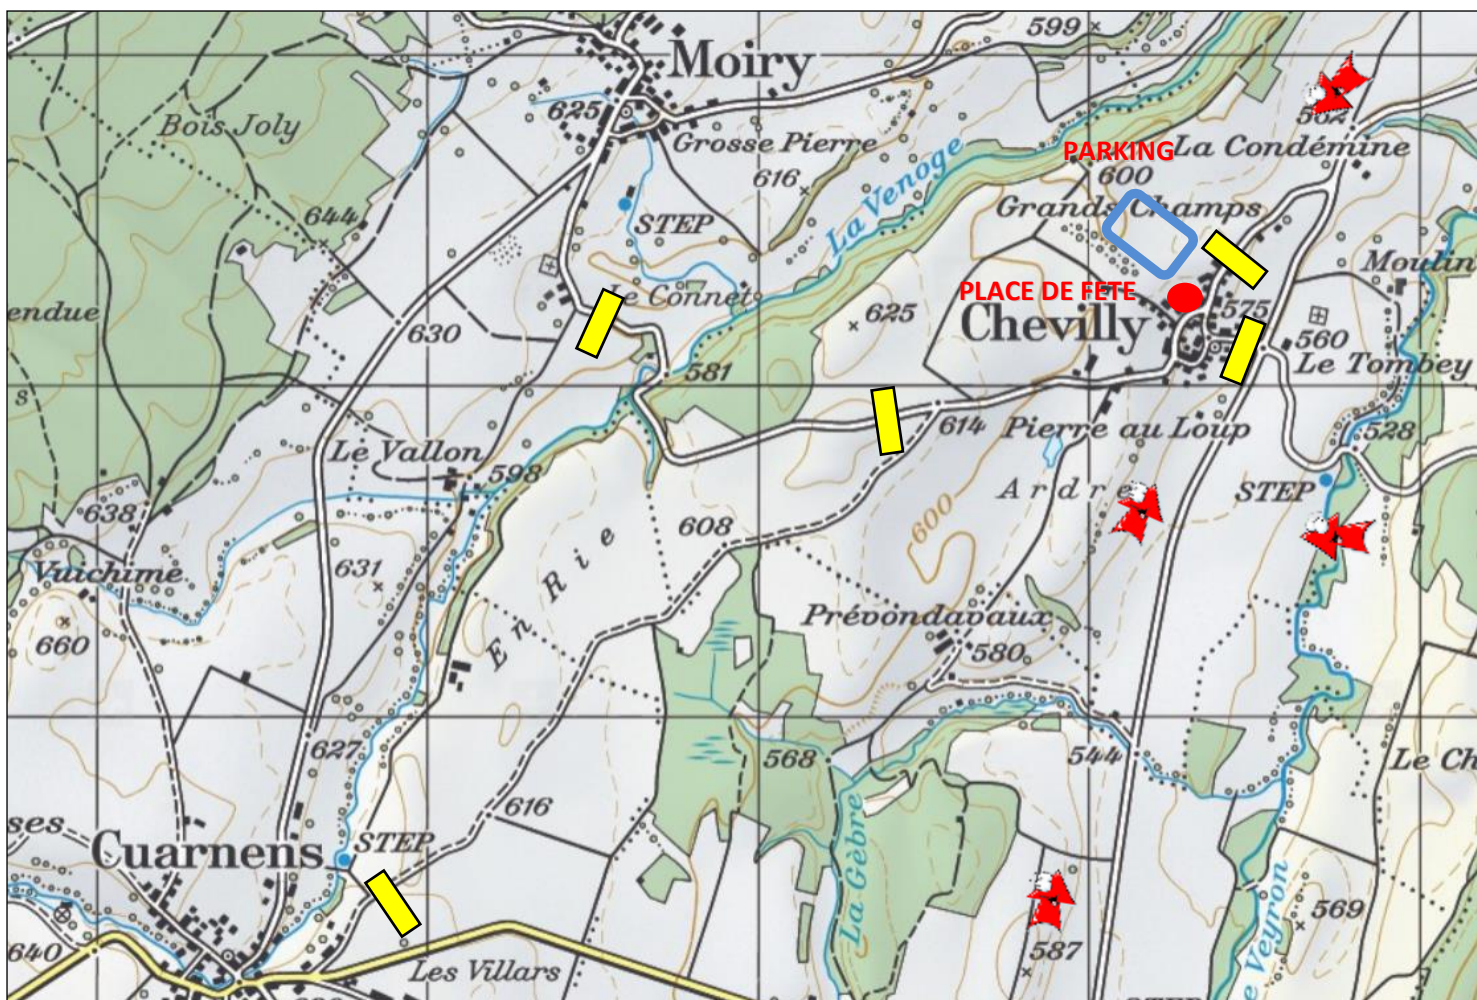 599
Moiry
Bois Joly
625
562
PARKING
La Condémine
Grosse Pierre
616
600
La Venoge
644
Grands Champs
STEP
Moulin
Le Connet
PLACE DE FETE
endue
630
625
575
Chevilly
560
Le Tombey
581
s
614
Pierre au Loup
528
Le Vallon
598
Ardre
STEP
638
608
600
Vuichime
631
En Rie
Prévondavaux
660
580
627
568
544
Le Ch
616
ses
Cuarnens
STEP
La Gèbre
Le Veyron
569
640
Les Villars
587
STEP